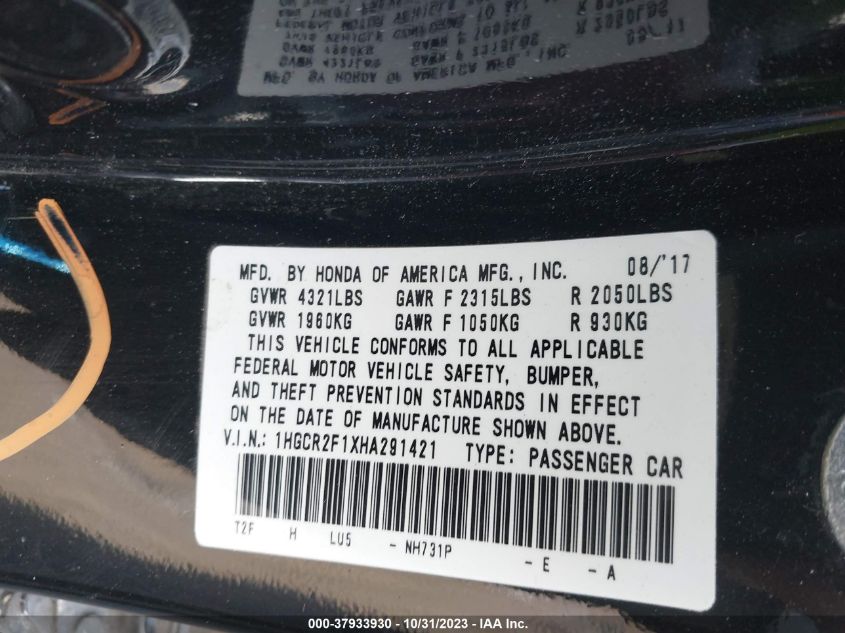 MFD. BY HONDA OF AMERICA MFG., INC. 08/'17
GVWR 4321LBS GAWR F 2315LBS R 2050LBS
GVWR 1960KG GAWR F 1050KG R 930KG
THIS VEHICLE CONFORMS TO ALL APPLICABLE
FEDERAL MOTOR VEHICLE SAFETY, BUMPER,
AND THEFT PREVENTION STANDARDS IN EFFECT
ON THE DATE OF MANUFACTURE SHOWN ABOVE.
V.I.N.: 1HGCR2F1XHA291421 TYPE: PASSENGER CAR
T2F H LU5 - NH731P - E - A
000-37933930 - 10/31/2023 - IAA Inc.